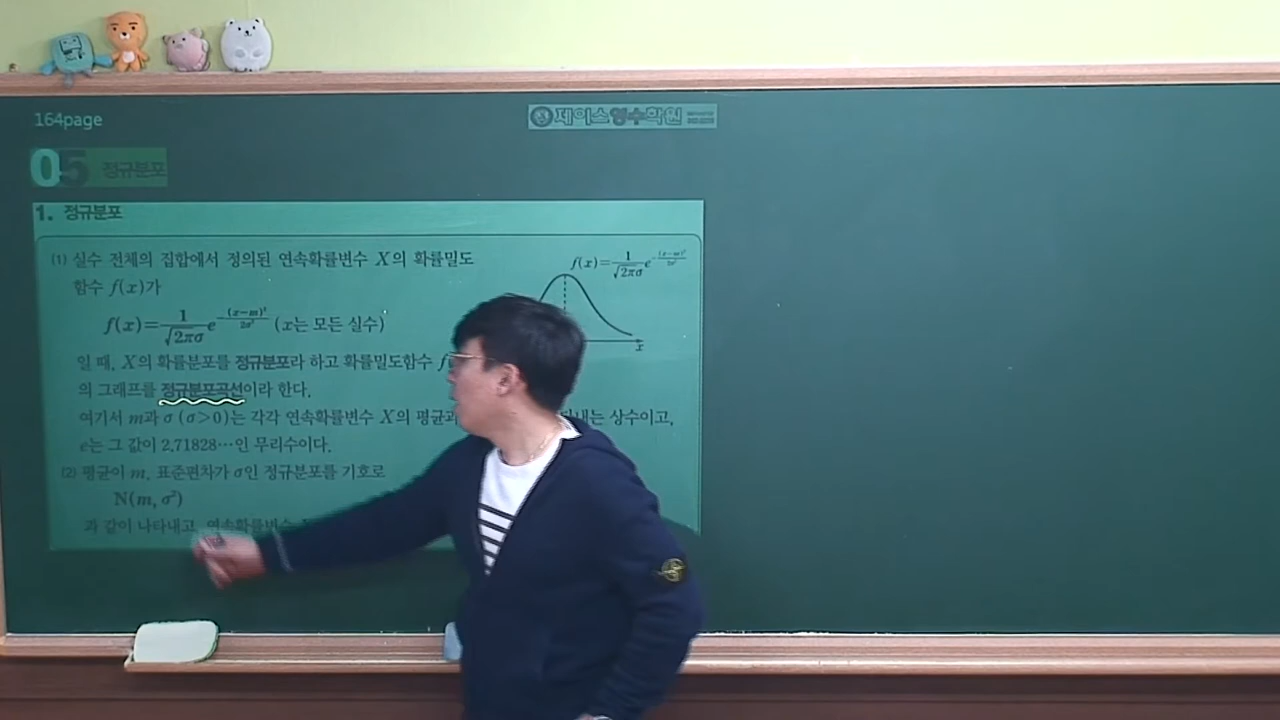 164page
제이스영수학원
05 정규분포
1. 정규분포
(1) 실수 전체의 집합에서 정의된 연속확률변수 X의 확률밀도
함수 f(x)가
f(x)=1/√2πσ e^-(x-m)²/2σ² (x는 모든 실수)
f(x)=1/√2πσ e^-(x-m)²/2σ²
x
일 때, X의 확률분포를 정규분포라 하고 확률밀도함수 f
의 그래프를 정규분포곡선이라 한다.
여기서 m과 σ (σ>0)는 각각 연속확률변수 X의 평균과 내는 상수이고,
e는 그 값이 2.71828…인 무리수이다.
(2) 평균이 m, 표준편차가 σ인 정규분포를 기호로
N(m, σ²)
과 같이 나타내고, 연속확률변수